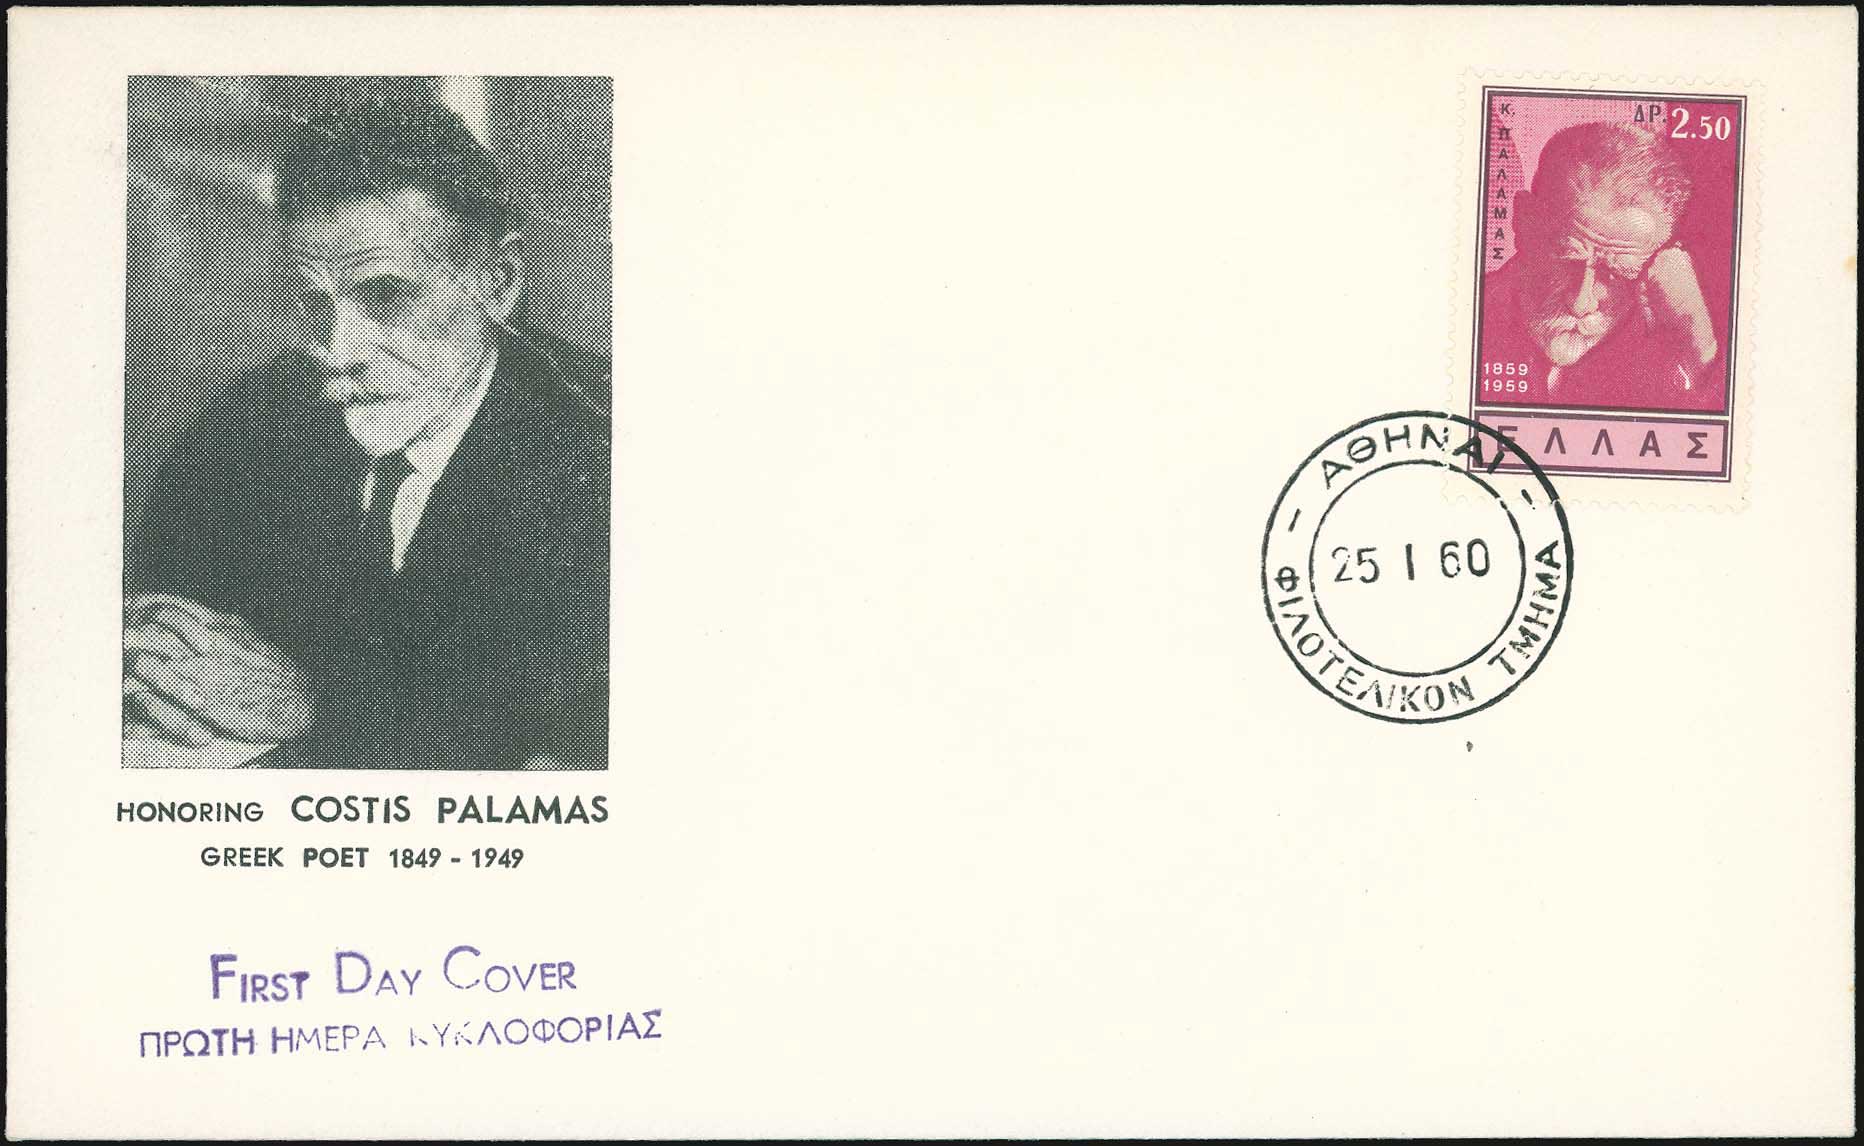 HONORING COSTIS PALAMAS
GREEK POET 1849 - 1949
FIRST DAY COVER
ΠΡΩΤΗ ΗΜΕΡΑ ΚΥΚΛΟΦΟΡΙΑΣ
Κ. ΠΑΛΑΜΑΣ
ΔΡ. 2.50
1859
1959
ΕΛΛΑΣ
- ΑΘΗΝΑΙ -
25 Ι 60
ΦΙΛΟΤΕΛΙΚΟΝ ΤΜΗΜΑ